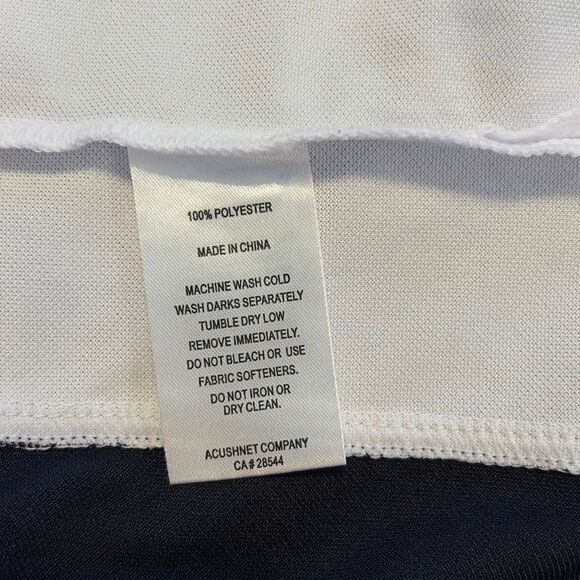 100% POLYESTER
MADE IN CHINA
MACHINE WASH COLD
WASH DARKS SEPARATELY
TUMBLE DRY LOW
REMOVE IMMEDIATELY.
DO NOT BLEACH OR USE
FABRIC SOFTENERS.
DO NOT IRON OR
DRY CLEAN.
ACUSHNET COMPANY
CA# 28544